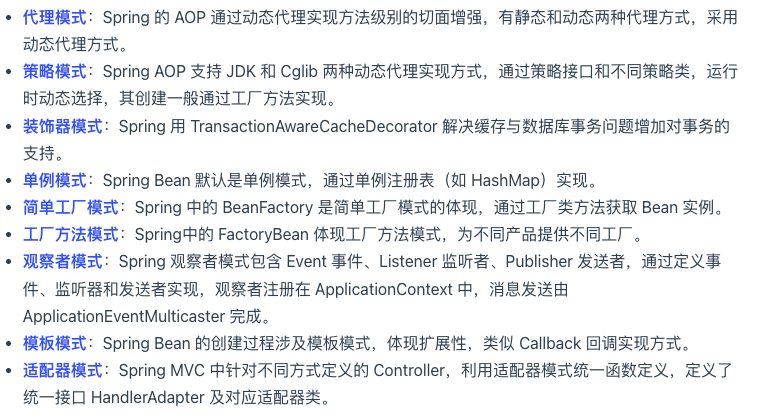 • 代理模式：Spring 的 AOP 通过动态代理实现方法级别的切面增强，有静态和动态两种代理方式，采用
动态代理方式。
• 策略模式：Spring AOP 支持 JDK 和 Cglib 两种动态代理实现方式，通过策略接口和不同策略类，运行
时动态选择，其创建一般通过工厂方法实现。
• 装饰器模式：Spring 用 TransactionAwareCacheDecorator 解决缓存与数据库事务问题增加对事务的
支持。
• 单例模式：Spring Bean 默认是单例模式，通过单例注册表（如 HashMap）实现。
• 简单工厂模式：Spring 中的 BeanFactory 是简单工厂模式的体现，通过工厂类方法获取 Bean 实例。
• 工厂方法模式：Spring中的 FactoryBean 体现工厂方法模式，为不同产品提供不同工厂。
• 观察者模式：Spring 观察者模式包含 Event 事件、Listener 监听者、Publisher 发送者，通过定义事
件、监听器和发送者实现，观察者注册在 ApplicationContext 中，消息发送由
ApplicationEventMulticaster 完成。
• 模板模式：Spring Bean 的创建过程涉及模板模式，体现扩展性，类似 Callback 回调实现方式。
• 适配器模式：Spring MVC 中针对不同方式定义的 Controller，利用适配器模式统一函数定义，定义了
统一接口 HandlerAdapter 及对应适配器类。